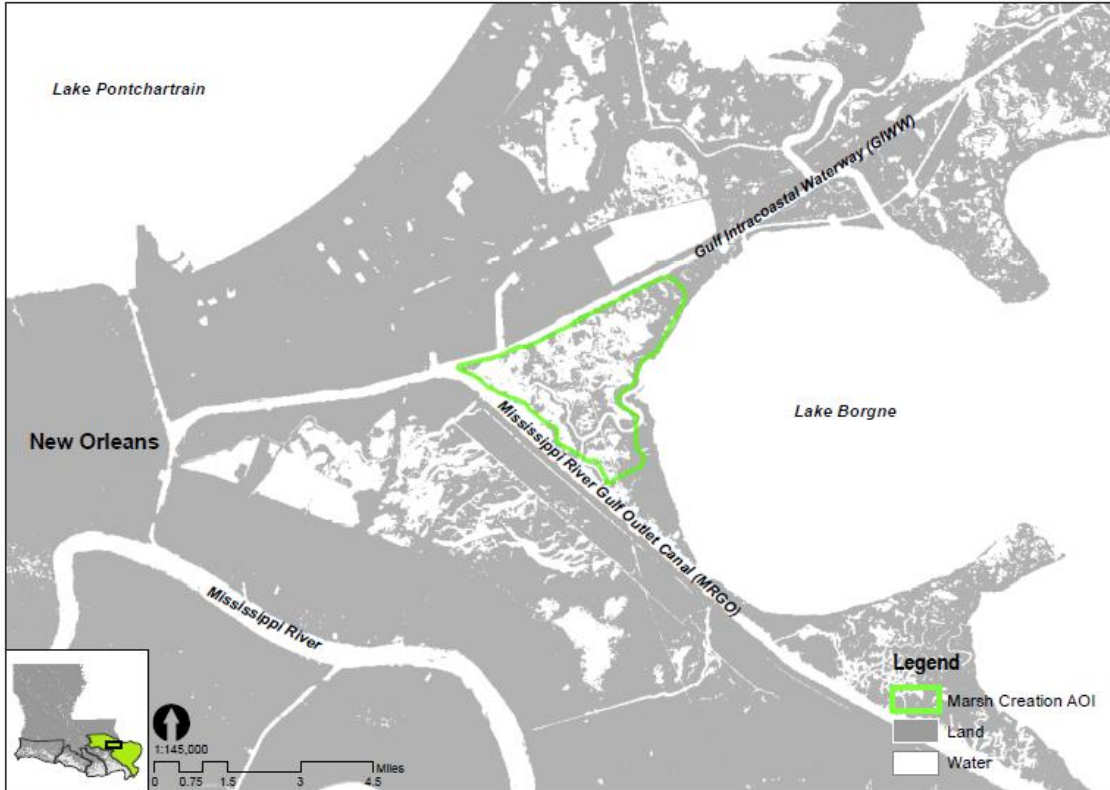 Lake Pontchartrain
Gulf Intracoastal Waterway (GIWW)
Lake Borgne
New Orleans
Mississippi River Gulf Outlet Canal (MRGO)
Mississippi River
Legend
Marsh Creation AOI
Land
Water
1:145,000
Miles
0 0.75 1.5 3 4.5